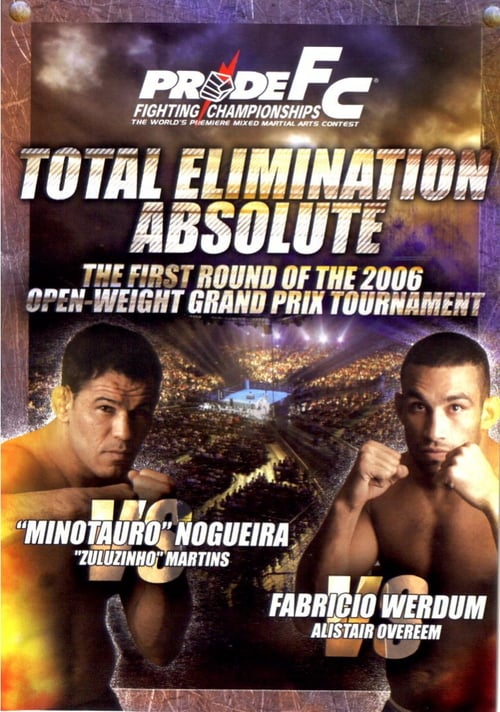 PRIDE FC
FIGHTING CHAMPIONSHIPS
THE WORLD'S PREMIERE MIXED MARTIAL ARTS CONTEST
TOTAL ELIMINATION
ABSOLUTE
THE FIRST ROUND OF THE 2006
OPEN-WEIGHT GRAND PRIX TOURNAMENT
VS
"MINOTAURO" NOGUEIRA
"ZULUZINHO" MARTINS
VS
FABRICIO WERDUM
ALISTAIR OVEREEM